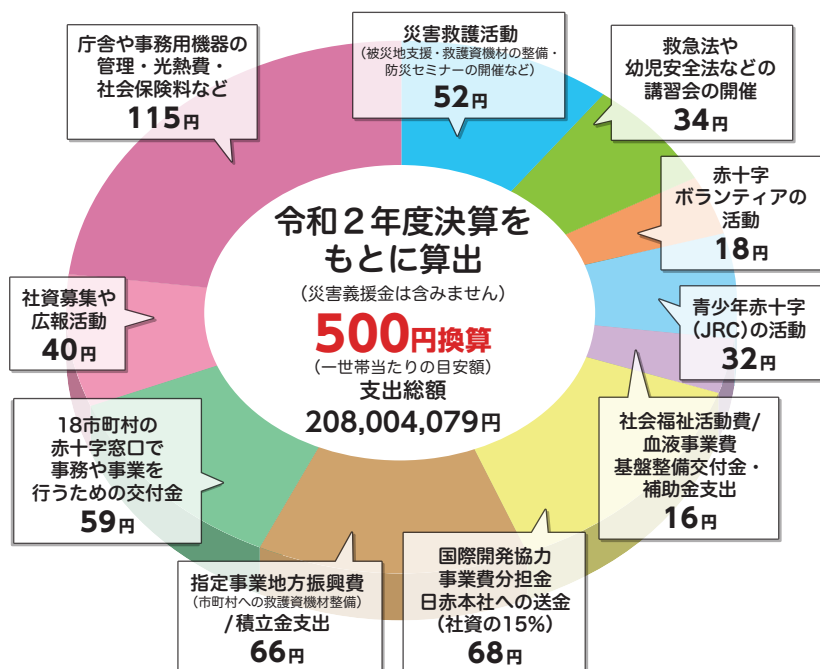 災害救護活動
(被災地支援・救護資機材の整備・
防災セミナーの開催など)
52円
救急法や
幼児安全法などの
講習会の開催
34円
赤十字
ボランティアの
活動
18円
青少年赤十字
(JRC)の活動
32円
社会福祉活動費/
血液事業費
基盤整備交付金・
補助金支出
16円
国際開発協力
事業費分担金
日赤本社への送金
(社資の15%)
68円
指定事業地方振興費
(市町村への救護資機材整備)
/積立金支出
66円
18市町村の
赤十字窓口で
事務や事業を
行うための交付金
59円
社資募集や
広報活動
40円
庁舎や事務用機器の
管理・光熱費・
社会保険料など
115円
令和2年度決算を
もとに算出
(災害義援金は含みません)
500円換算
(一世帯当たりの目安額)
支出総額
208,004,079円